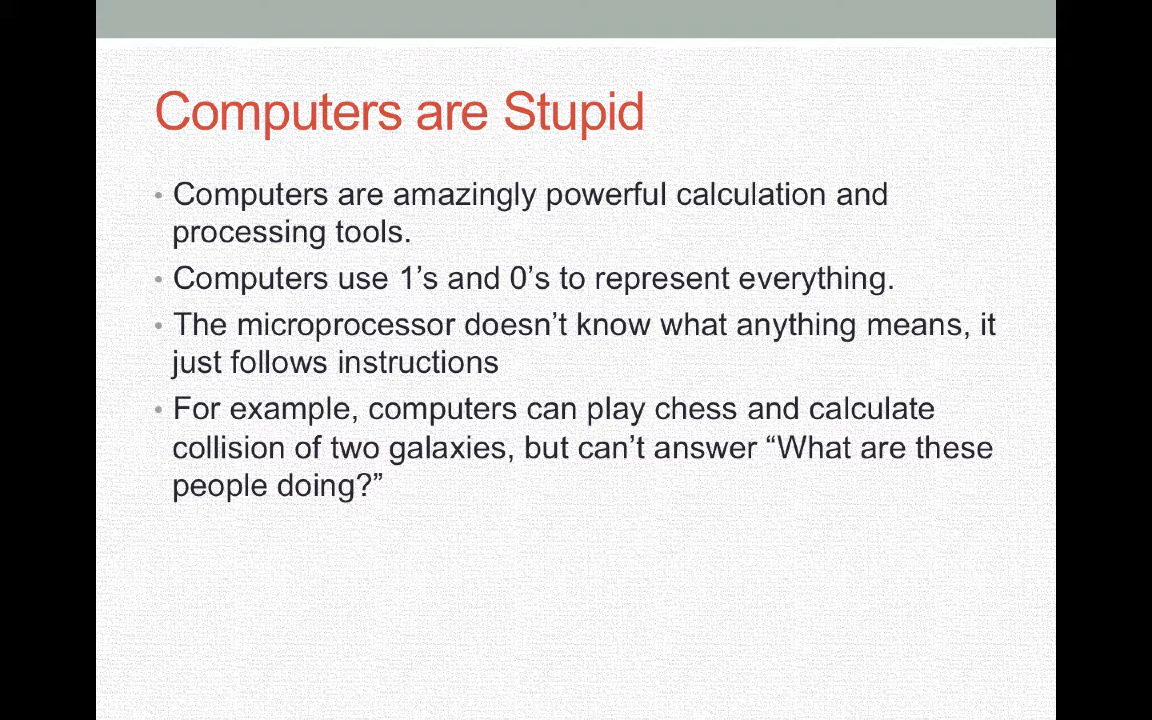 Computers are Stupid
• Computers are amazingly powerful calculation and
processing tools.
• Computers use 1’s and 0’s to represent everything.
• The microprocessor doesn’t know what anything means, it
just follows instructions
• For example, computers can play chess and calculate
collision of two galaxies, but can’t answer “What are these
people doing?”